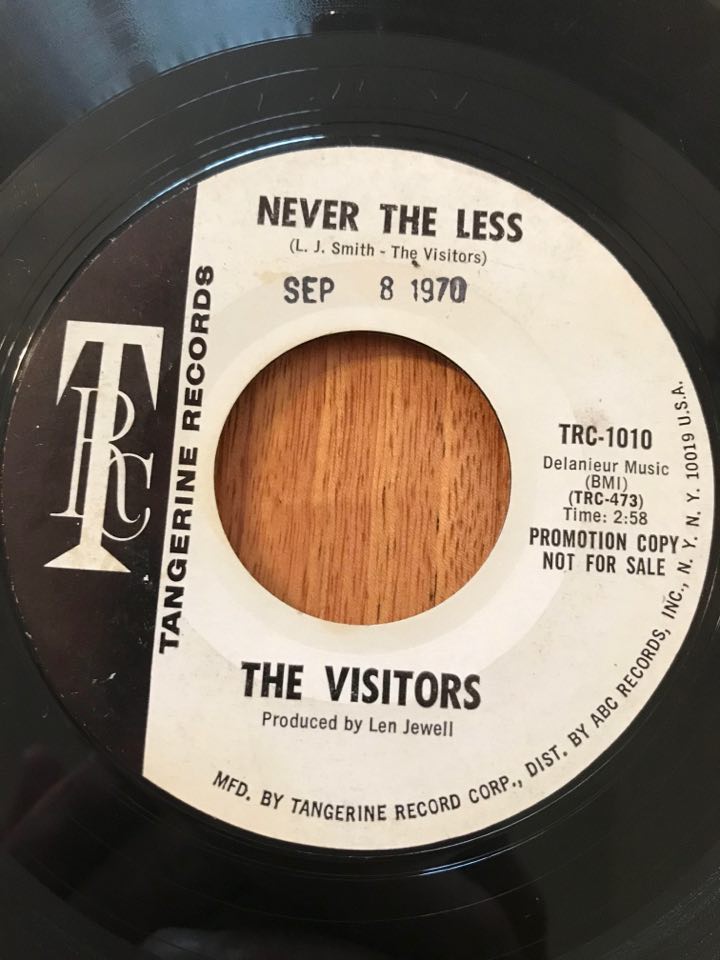 NEVER THE LESS
(L. J. Smith - The Visitors)
SEP 8 1970
TRC
TANGERINE RECORDS
TRC-1010
Delanieur Music
(BMI)
(TRC-473)
Time: 2:58
PROMOTION COPY
NOT FOR SALE
THE VISITORS
Produced by Len Jewell
MFD. BY TANGERINE RECORD CORP., DIST. BY ABC RECORDS, INC., N. Y. N. Y. 10019 U.S.A.